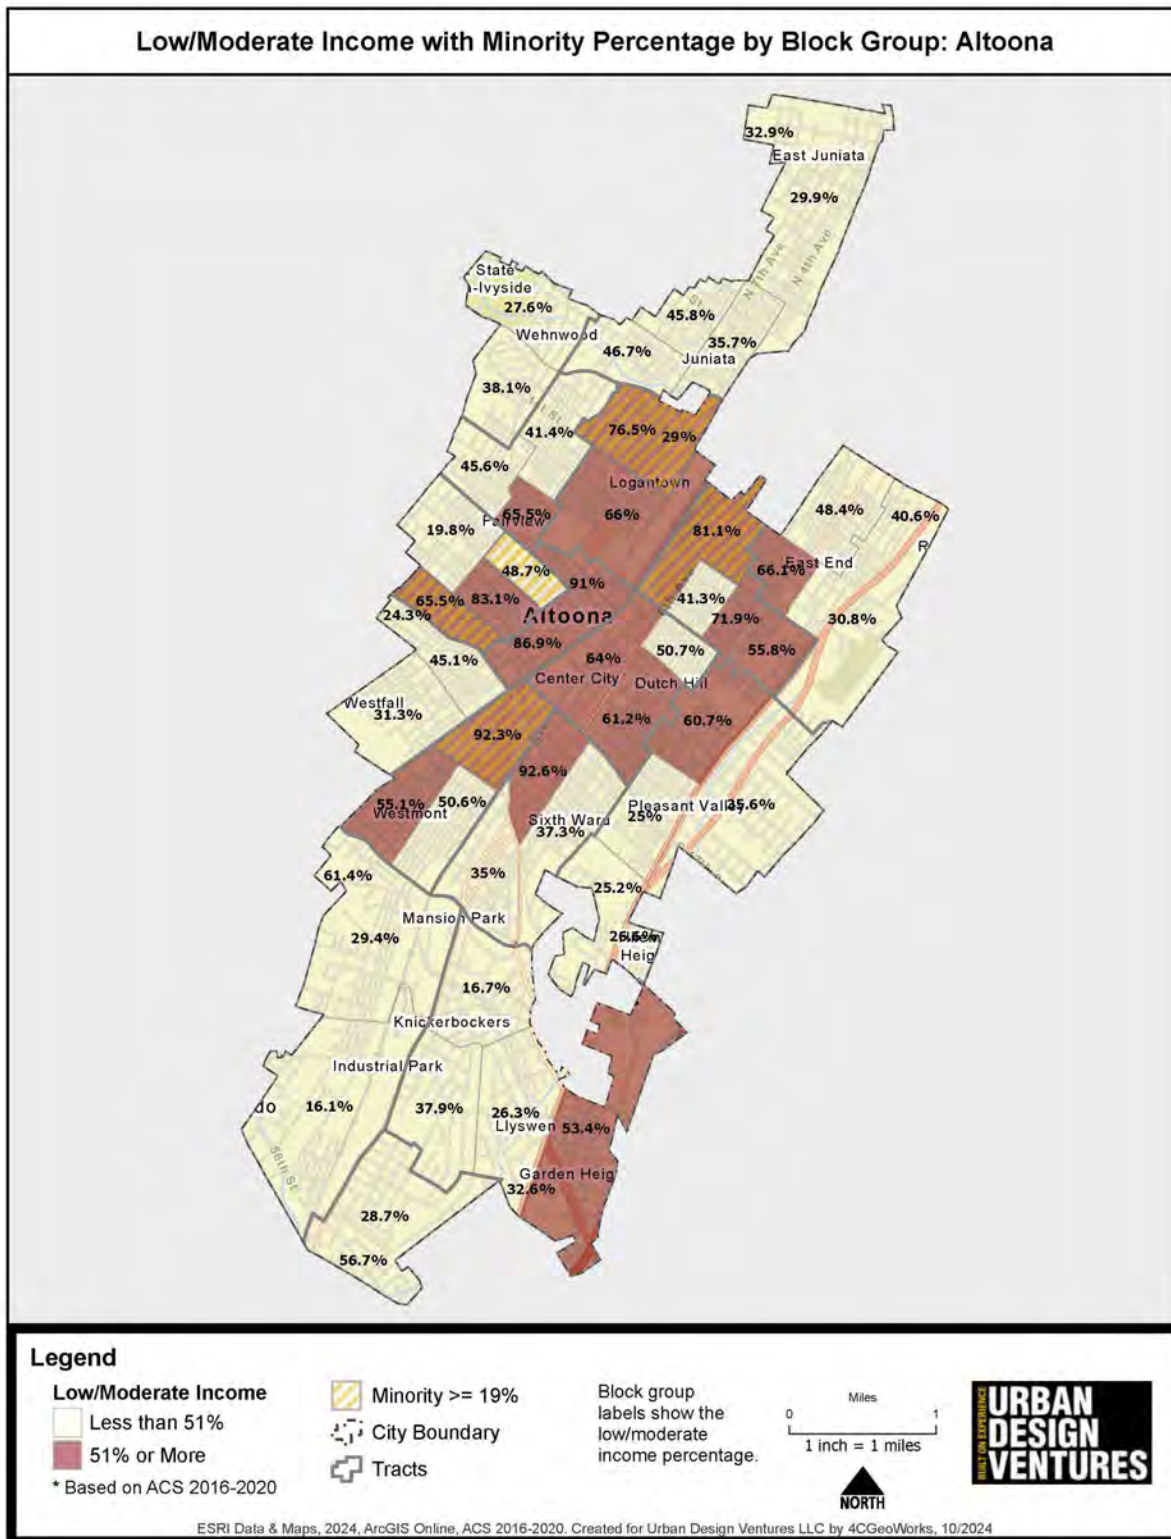 Low/Moderate Income with Minority Percentage by Block Group: Altoona
32.9%
East Juniata
29.9%
N 7th Ave
N 4th Ave
State
-Ivyside
27.6%
Wehnwood
45.8%
46.7%
35.7%
Juniata
38.1%
41.4%
76.5%
29%
45.6%
Logantown
65.5%
66%
Fairview
19.8%
81.1%
48.4%
40.6%
R
East End
66.1%
48.7%
91%
65.5%
83.1%
41.3%
24.3%
Altoona
71.9%
30.8%
86.9%
50.7%
55.8%
45.1%
64%
Center City
Dutch Hill
Westfall
31.3%
61.2%
60.7%
92.3%
92.6%
55.1%
50.6%
Westmont
Pleasant Valley
35.6%
25%
Sixth Ward
37.3%
61.4%
35%
25.2%
Mansion Park
29.4%
26.6%
Heig
16.7%
Knickerbockers
Industrial Park
do
16.1%
37.9%
26.3%
Llyswen
53.4%
58th St
Garden Heig
32.6%
28.7%
56.7%
Legend
Low/Moderate Income
Less than 51%
51% or More
* Based on ACS 2016-2020
Minority >= 19%
City Boundary
Tracts
Block group
labels show the
low/moderate
income percentage.
Miles
0 1
1 inch = 1 miles
NORTH
BUILT ON EXPERIENCE
URBAN
DESIGN
VENTURES
ESRI Data & Maps, 2024, ArcGIS Online, ACS 2016-2020. Created for Urban Design Ventures LLC by 4CGeoWorks, 10/2024